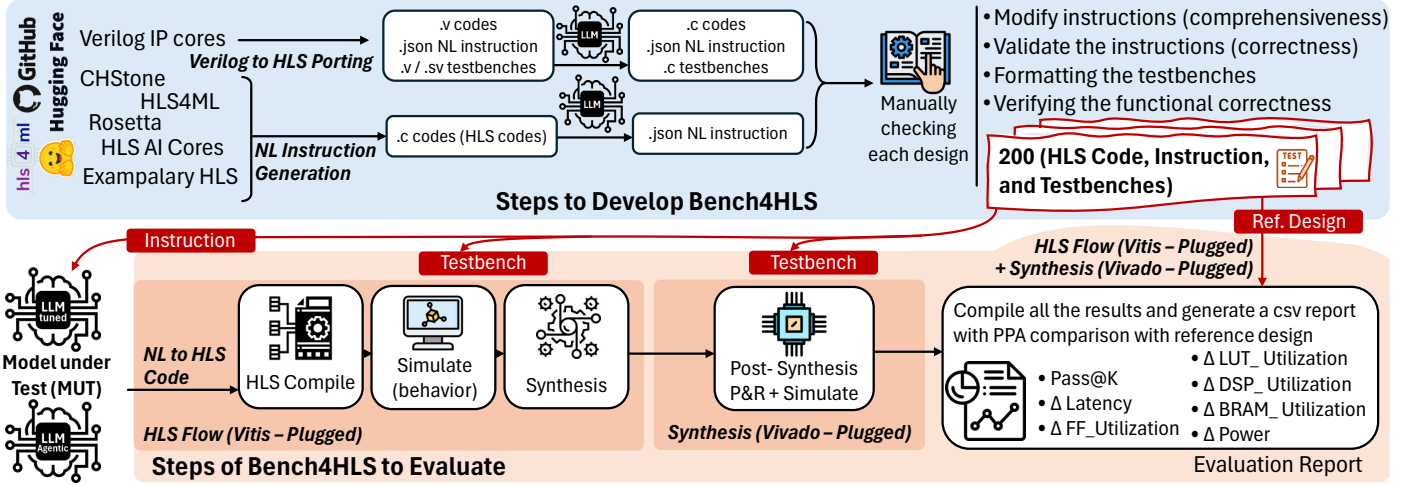 GitHub
Hugging Face
hls 4 ml
Verilog IP cores
CHStone
HLS4ML
Rosetta
HLS AI Cores
Exampalary HLS
Verilog to HLS Porting
NL Instruction
Generation
.v codes
.json NL instruction
.v / .sv testbenches
LLM
.c codes
.json NL instruction
.c testbenches
.c codes (HLS codes)
LLM
.json NL instruction
Manually
checking
each design
• Modify instructions (comprehensiveness)
• Validate the instructions (correctness)
• Formatting the testbenches
• Verifying the functional correctness
200 (HLS Code, Instruction,
and Testbenches)
TEST
Steps to Develop Bench4HLS
Instruction
Testbench
Testbench
Ref. Design
HLS Flow (Vitis – Plugged)
+ Synthesis (Vivado – Plugged)
LLM
tuned
Model under
Test (MUT)
LLM
Agentic
NL to HLS
Code
HLS Compile
Simulate
(behavior)
Synthesis
HLS Flow (Vitis – Plugged)
Post- Synthesis
P&R + Simulate
Synthesis (Vivado – Plugged)
Compile all the results and generate a csv report
with PPA comparison with reference design
• Pass@K
• Δ Latency
• Δ FF_Utilization
• Δ LUT_ Utilization
• Δ DSP_ Utilization
• Δ BRAM_ Utilization
• Δ Power
Steps of Bench4HLS to Evaluate
Evaluation Report